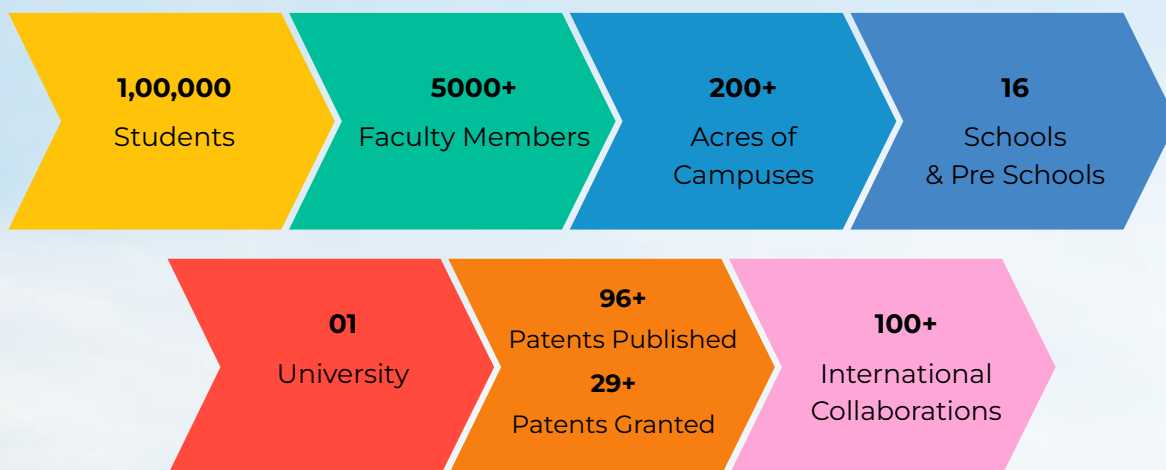 1,00,000
Students
5000+
Faculty Members
200+
Acres of
Campuses
16
Schools
& Pre Schools
01
University
96+
Patents Published
29+
Patents Granted
100+
International
Collaborations